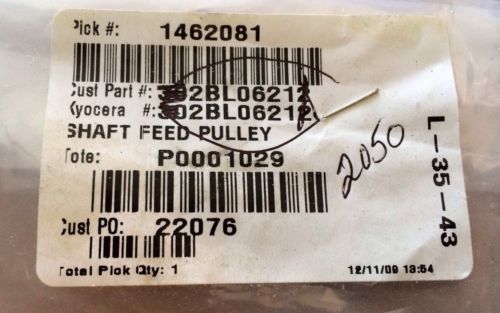 Pick #: 1462081
Cust Part #: 302BL06212
Kyocera #: 302BL06212
SHAFT FEED PULLEY
Tote: P0001029
2050
L-35-43
Cust PO: 22076
Total Pick Qty: 1
12/11/09 13:54